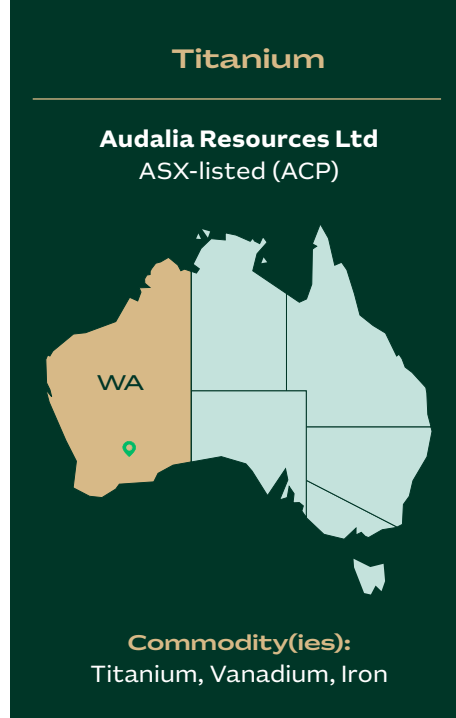 Titanium
Audalia Resources Ltd
ASX-listed (ACP)
WA
Commodity(ies):
Titanium, Vanadium, Iron